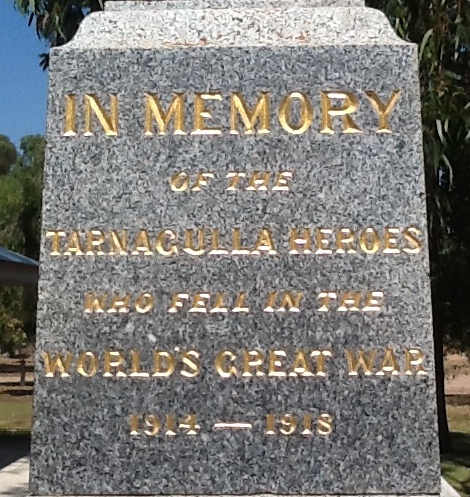 IN MEMORY
OF THE
TARNAGULLA HEROES
WHO FELL IN THE
WORLD'S GREAT WAR
1914 — 1918